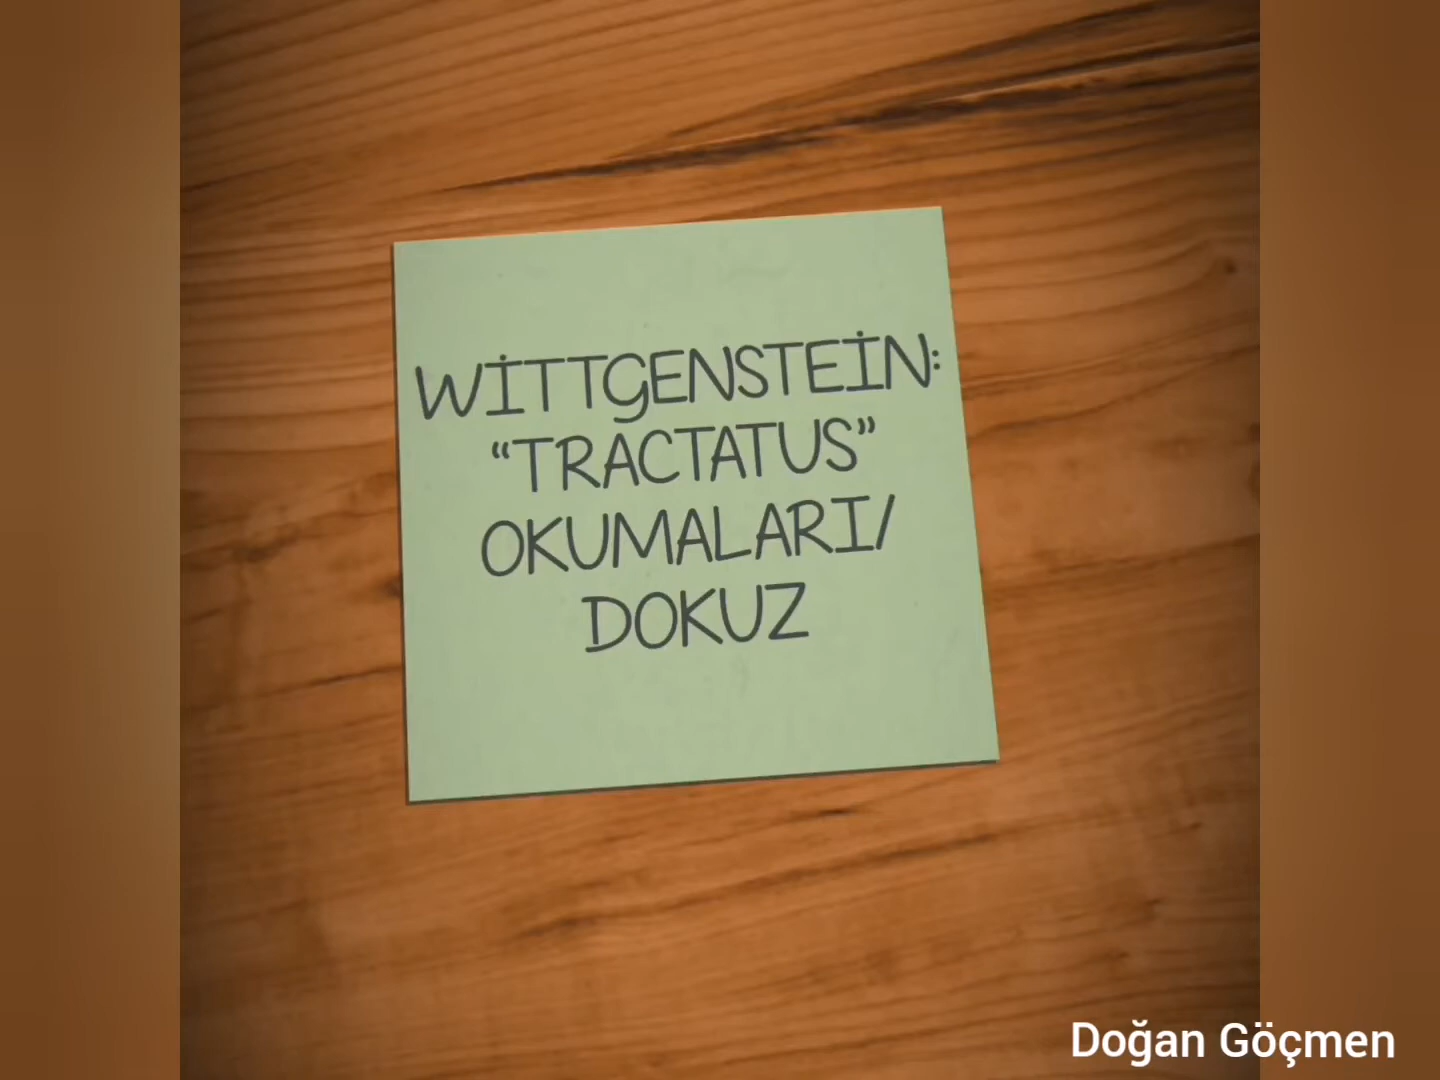 WİTTGENSTEİN:
“TRACTATUS”
OKUMALARI/
DOKUZ
Doğan Göçmen